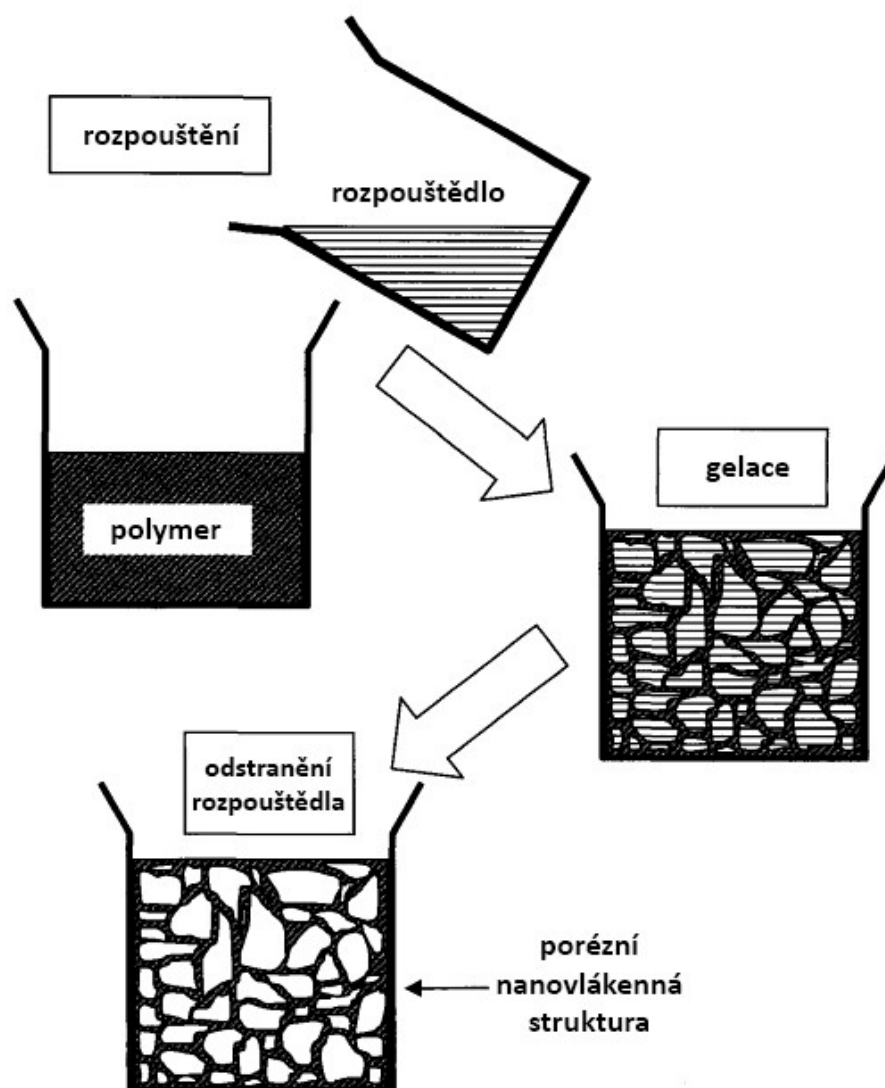 rozpouštění
rozpouštědlo
polymer
gelace
odstranění
rozpouštědla
porézní
nanovlákenná
struktura